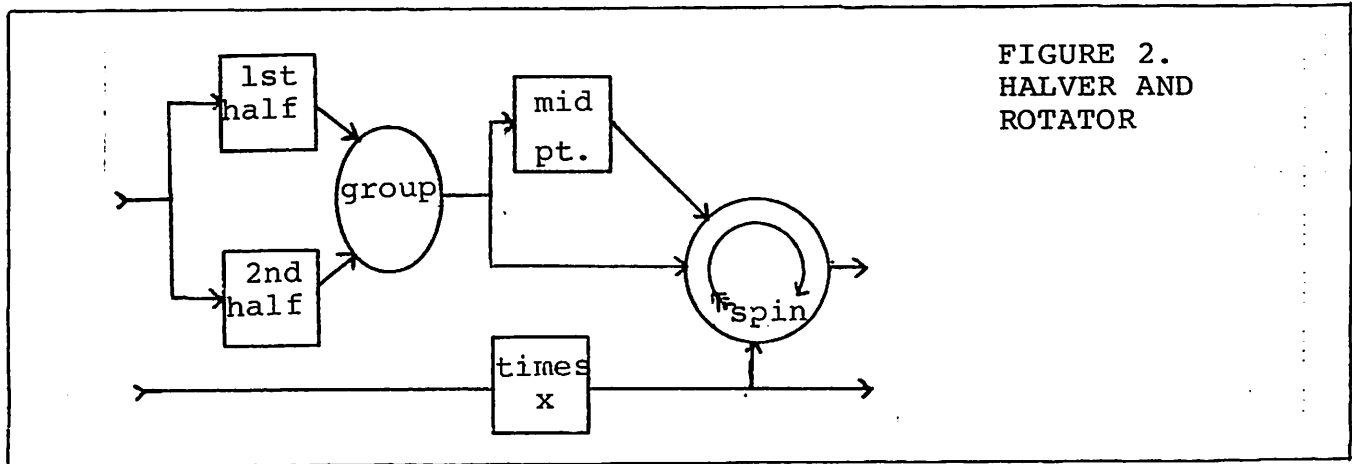 FIGURE 2.
HALVER AND
ROTATOR
1st
half
mid
pt.
group
2nd
half
spin
times
x